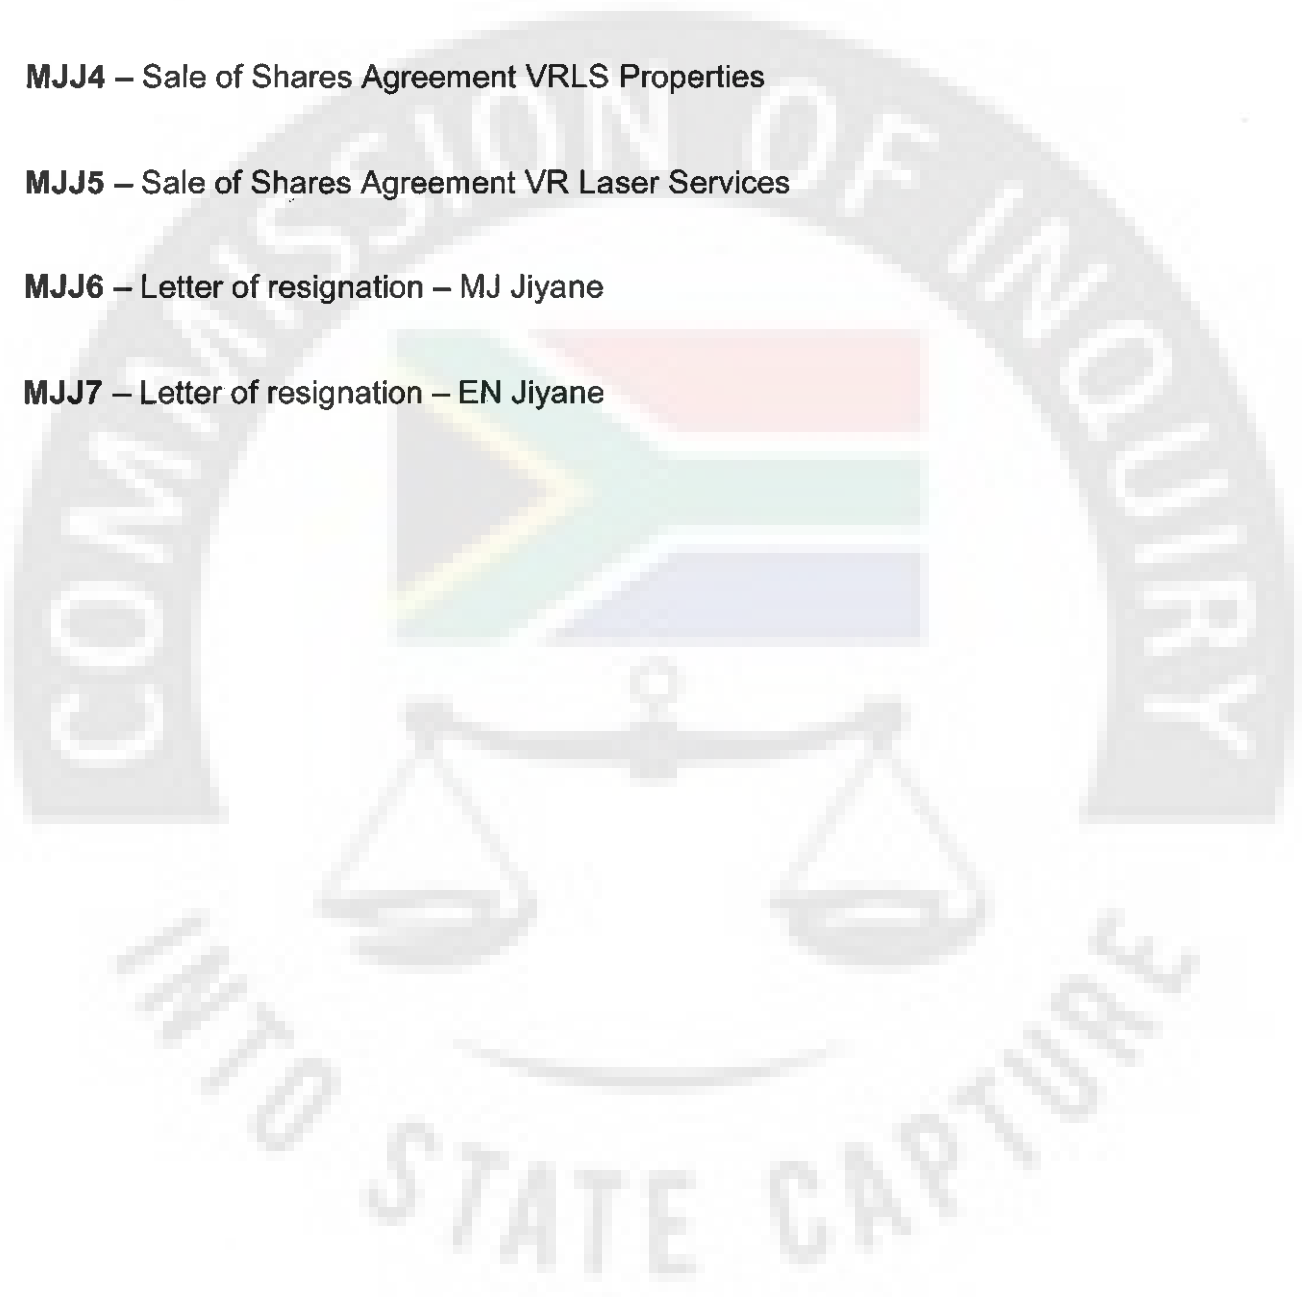 MJJ4 – Sale of Shares Agreement VRLS Properties
MJJ5 – Sale of Shares Agreement VR Laser Services
MJJ6 – Letter of resignation – MJ Jiyane
MJJ7 – Letter of resignation – EN Jiyane
COMMISSION OF INQUIRY
INTO STATE CAPTURE